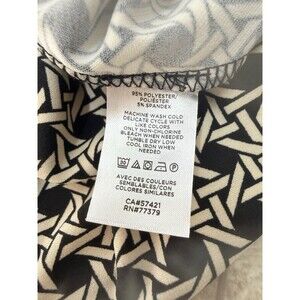 95% POLYESTER/
POLIÉSTER
5% SPANDEX
MACHINE WASH COLD
DELICATE CYCLE WITH
LIKE COLORS
ONLY NON-CHLORINE
BLEACH WHEN NEEDED
TUMBLE DRY LOW
COOL IRON WHEN
NEEDED
AVEC DES COULEURS
SEMBLABLES/CON
COLORES SIMILARES
CA#57421
RN#77379